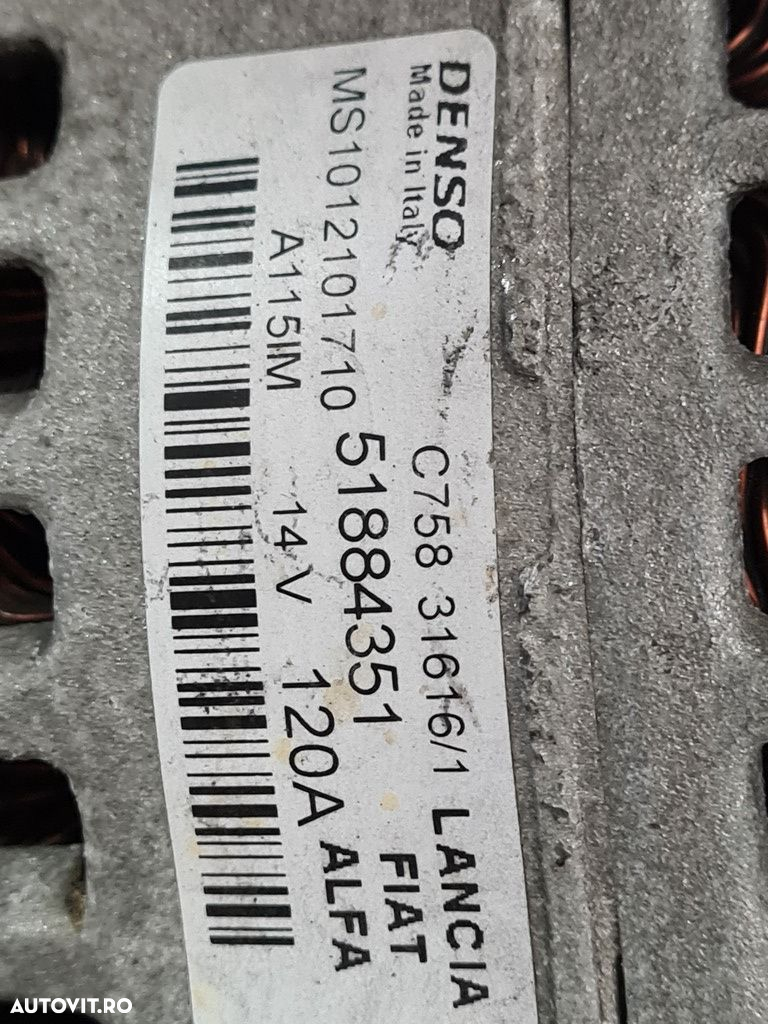 DENSO
Made in Italy
C758 31616/1 LANCIA
MS1012101710 51884351 FIAT
A115IM 14 V 120A ALFA
AUTOVIT.RO